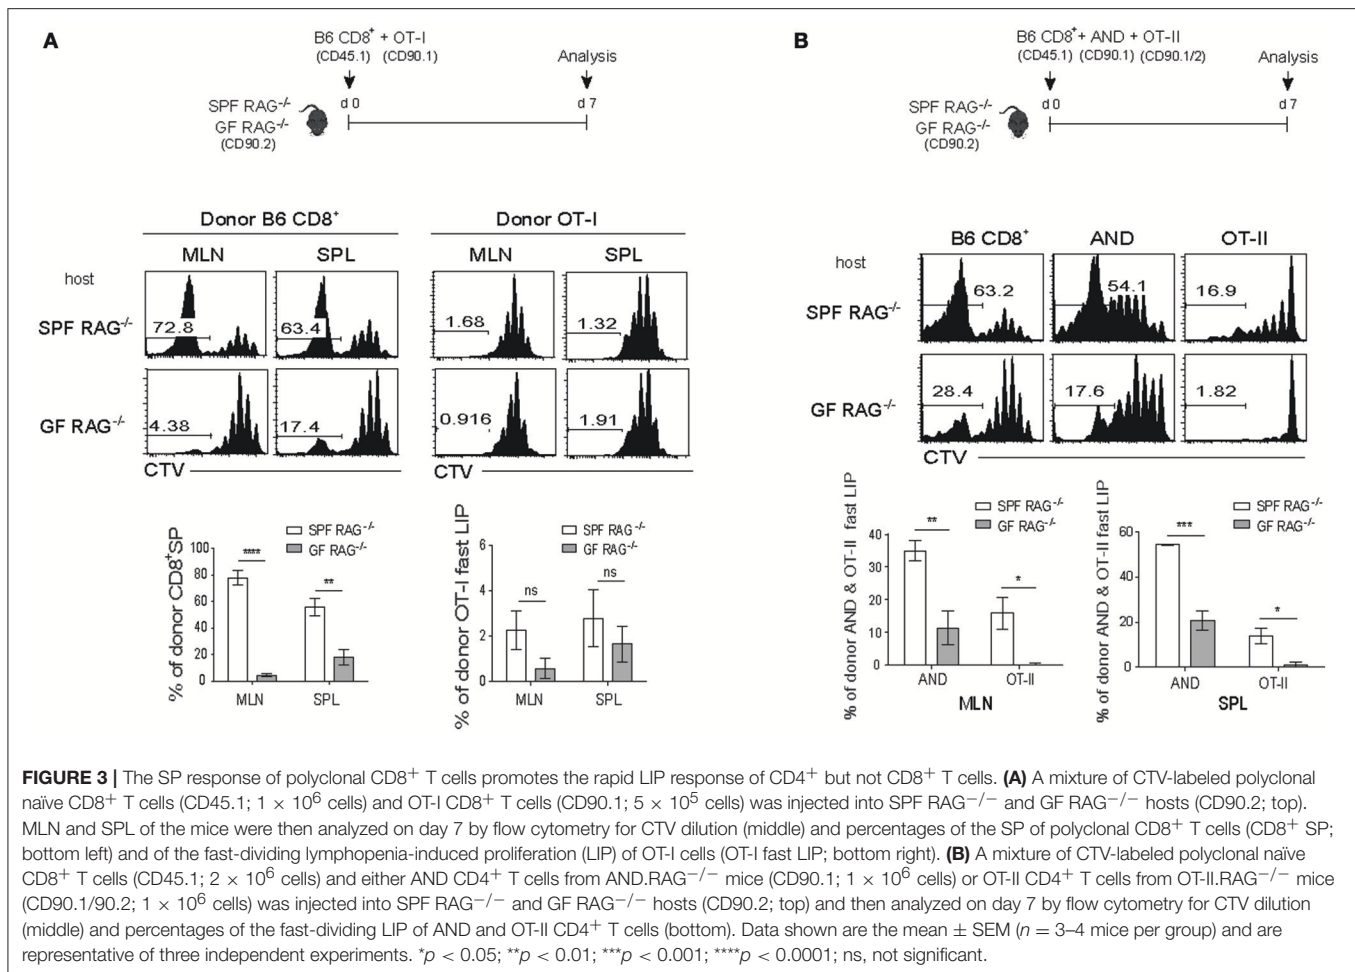 A
B6 CD8⁺ + OT-I
(CD45.1) (CD90.1)
Analysis
d 0
d 7
SPF RAG⁻/⁻
GF RAG⁻/⁻
(CD90.2)
Donor B6 CD8⁺
Donor OT-I
MLN
SPL
MLN
SPL
host
SPF RAG⁻/⁻
72.8
63.4
1.68
1.32
GF RAG⁻/⁻
4.38
17.4
0.916
1.91
CTV
CTV
% of donor CD8⁺SP
SPF RAG⁻/⁻
GF RAG⁻/⁻
100
80
60
40
20
0
****
**
MLN
SPL
% of donor OT-I fast LIP
SPF RAG⁻/⁻
GF RAG⁻/⁻
6
4
2
0
ns
ns
MLN
SPL
B
B6 CD8⁺ + AND + OT-II
(CD45.1) (CD90.1) (CD90.1/2)
Analysis
d 0
d 7
SPF RAG⁻/⁻
GF RAG⁻/⁻
(CD90.2)
B6 CD8⁺
AND
OT-II
host
SPF RAG⁻/⁻
63.2
54.1
16.9
GF RAG⁻/⁻
28.4
17.6
1.82
CTV
% of donor AND & OT-II fast LIP
SPF RAG⁻/⁻
GF RAG⁻/⁻
40
30
20
10
0
**
*
AND
OT-II
MLN
% of donor AND & OT-II fast LIP
SPF RAG⁻/⁻
GF RAG⁻/⁻
60
40
20
0
***
*
AND
OT-II
SPL
FIGURE 3 | The SP response of polyclonal CD8⁺ T cells promotes the rapid LIP response of CD4⁺ but not CD8⁺ T cells. (A) A mixture of CTV-labeled polyclonal
naïve CD8⁺ T cells (CD45.1; 1 × 10⁶ cells) and OT-I CD8⁺ T cells (CD90.1; 5 × 10⁵ cells) was injected into SPF RAG−/− and GF RAG−/− hosts (CD90.2; top).
MLN and SPL of the mice were then analyzed on day 7 by flow cytometry for CTV dilution (middle) and percentages of the SP of polyclonal CD8⁺ T cells (CD8⁺ SP;
bottom left) and of the fast-dividing lymphopenia-induced proliferation (LIP) of OT-I cells (OT-I fast LIP; bottom right). (B) A mixture of CTV-labeled polyclonal naïve
CD8⁺ T cells (CD45.1; 2 × 10⁶ cells) and either AND CD4⁺ T cells from AND.RAG−/− mice (CD90.1; 1 × 10⁶ cells) or OT-II CD4⁺ T cells from OT-II.RAG−/− mice
(CD90.1/90.2; 1 × 10⁶ cells) was injected into SPF RAG−/− and GF RAG−/− hosts (CD90.2; top) and then analyzed on day 7 by flow cytometry for CTV dilution
(middle) and percentages of the fast-dividing LIP of AND and OT-II CD4⁺ T cells (bottom). Data shown are the mean ± SEM (n = 3–4 mice per group) and are
representative of three independent experiments. *p < 0.05; **p < 0.01; ***p < 0.001; ****p < 0.0001; ns, not significant.